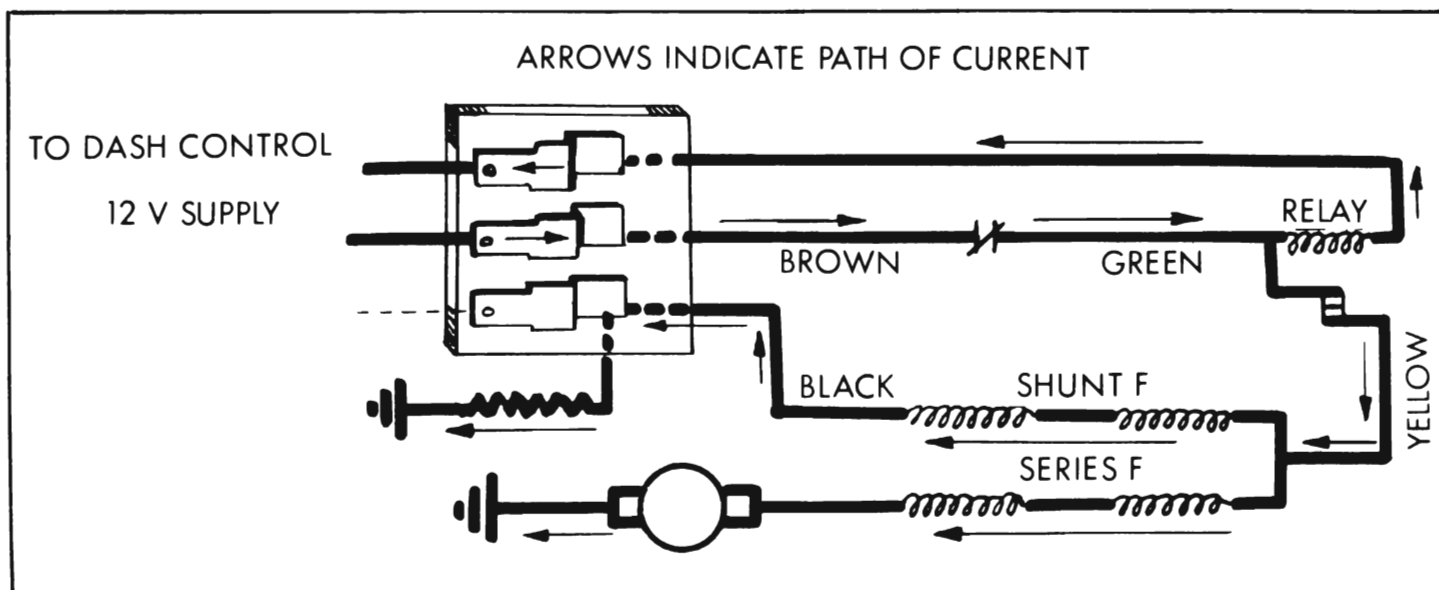 ARROWS INDICATE PATH OF CURRENT
TO DASH CONTROL
12 V SUPPLY
RELAY
BROWN
GREEN
YELLOW
BLACK
SHUNT F
SERIES F